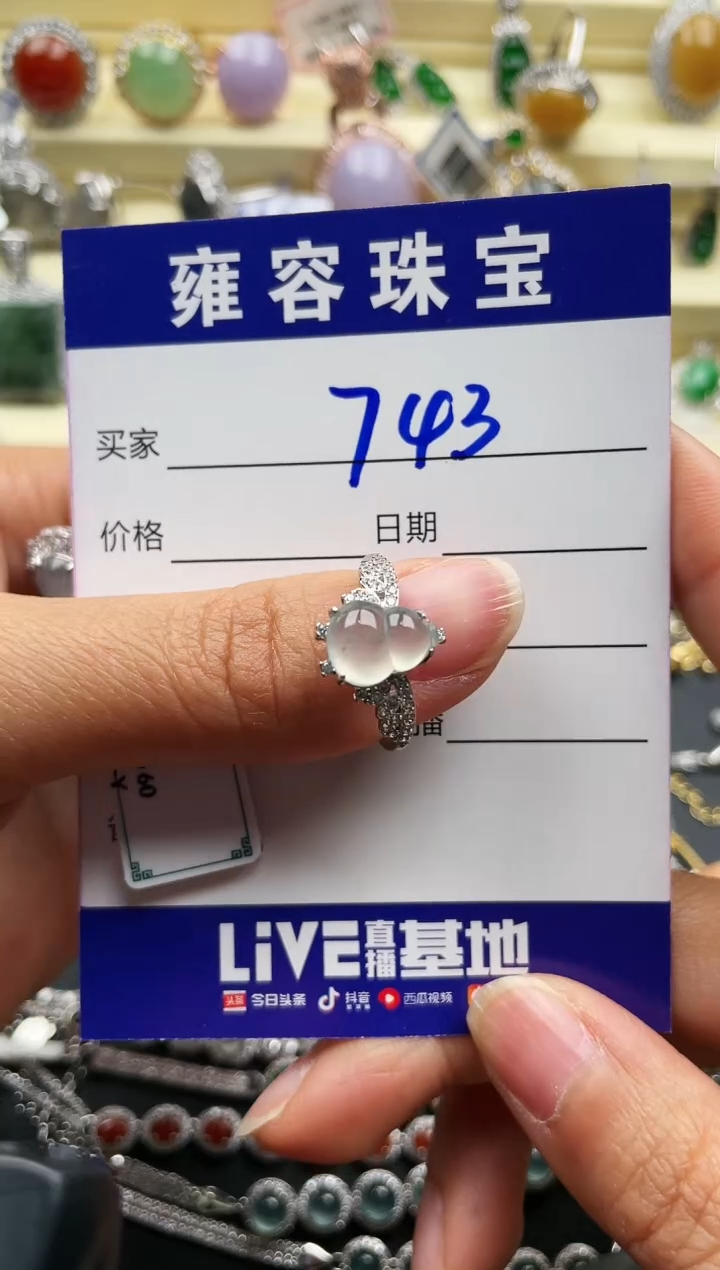 雍容珠宝
买家 743
价格 日期
播
LiVE直播基地
今日头条 抖音 西瓜视频